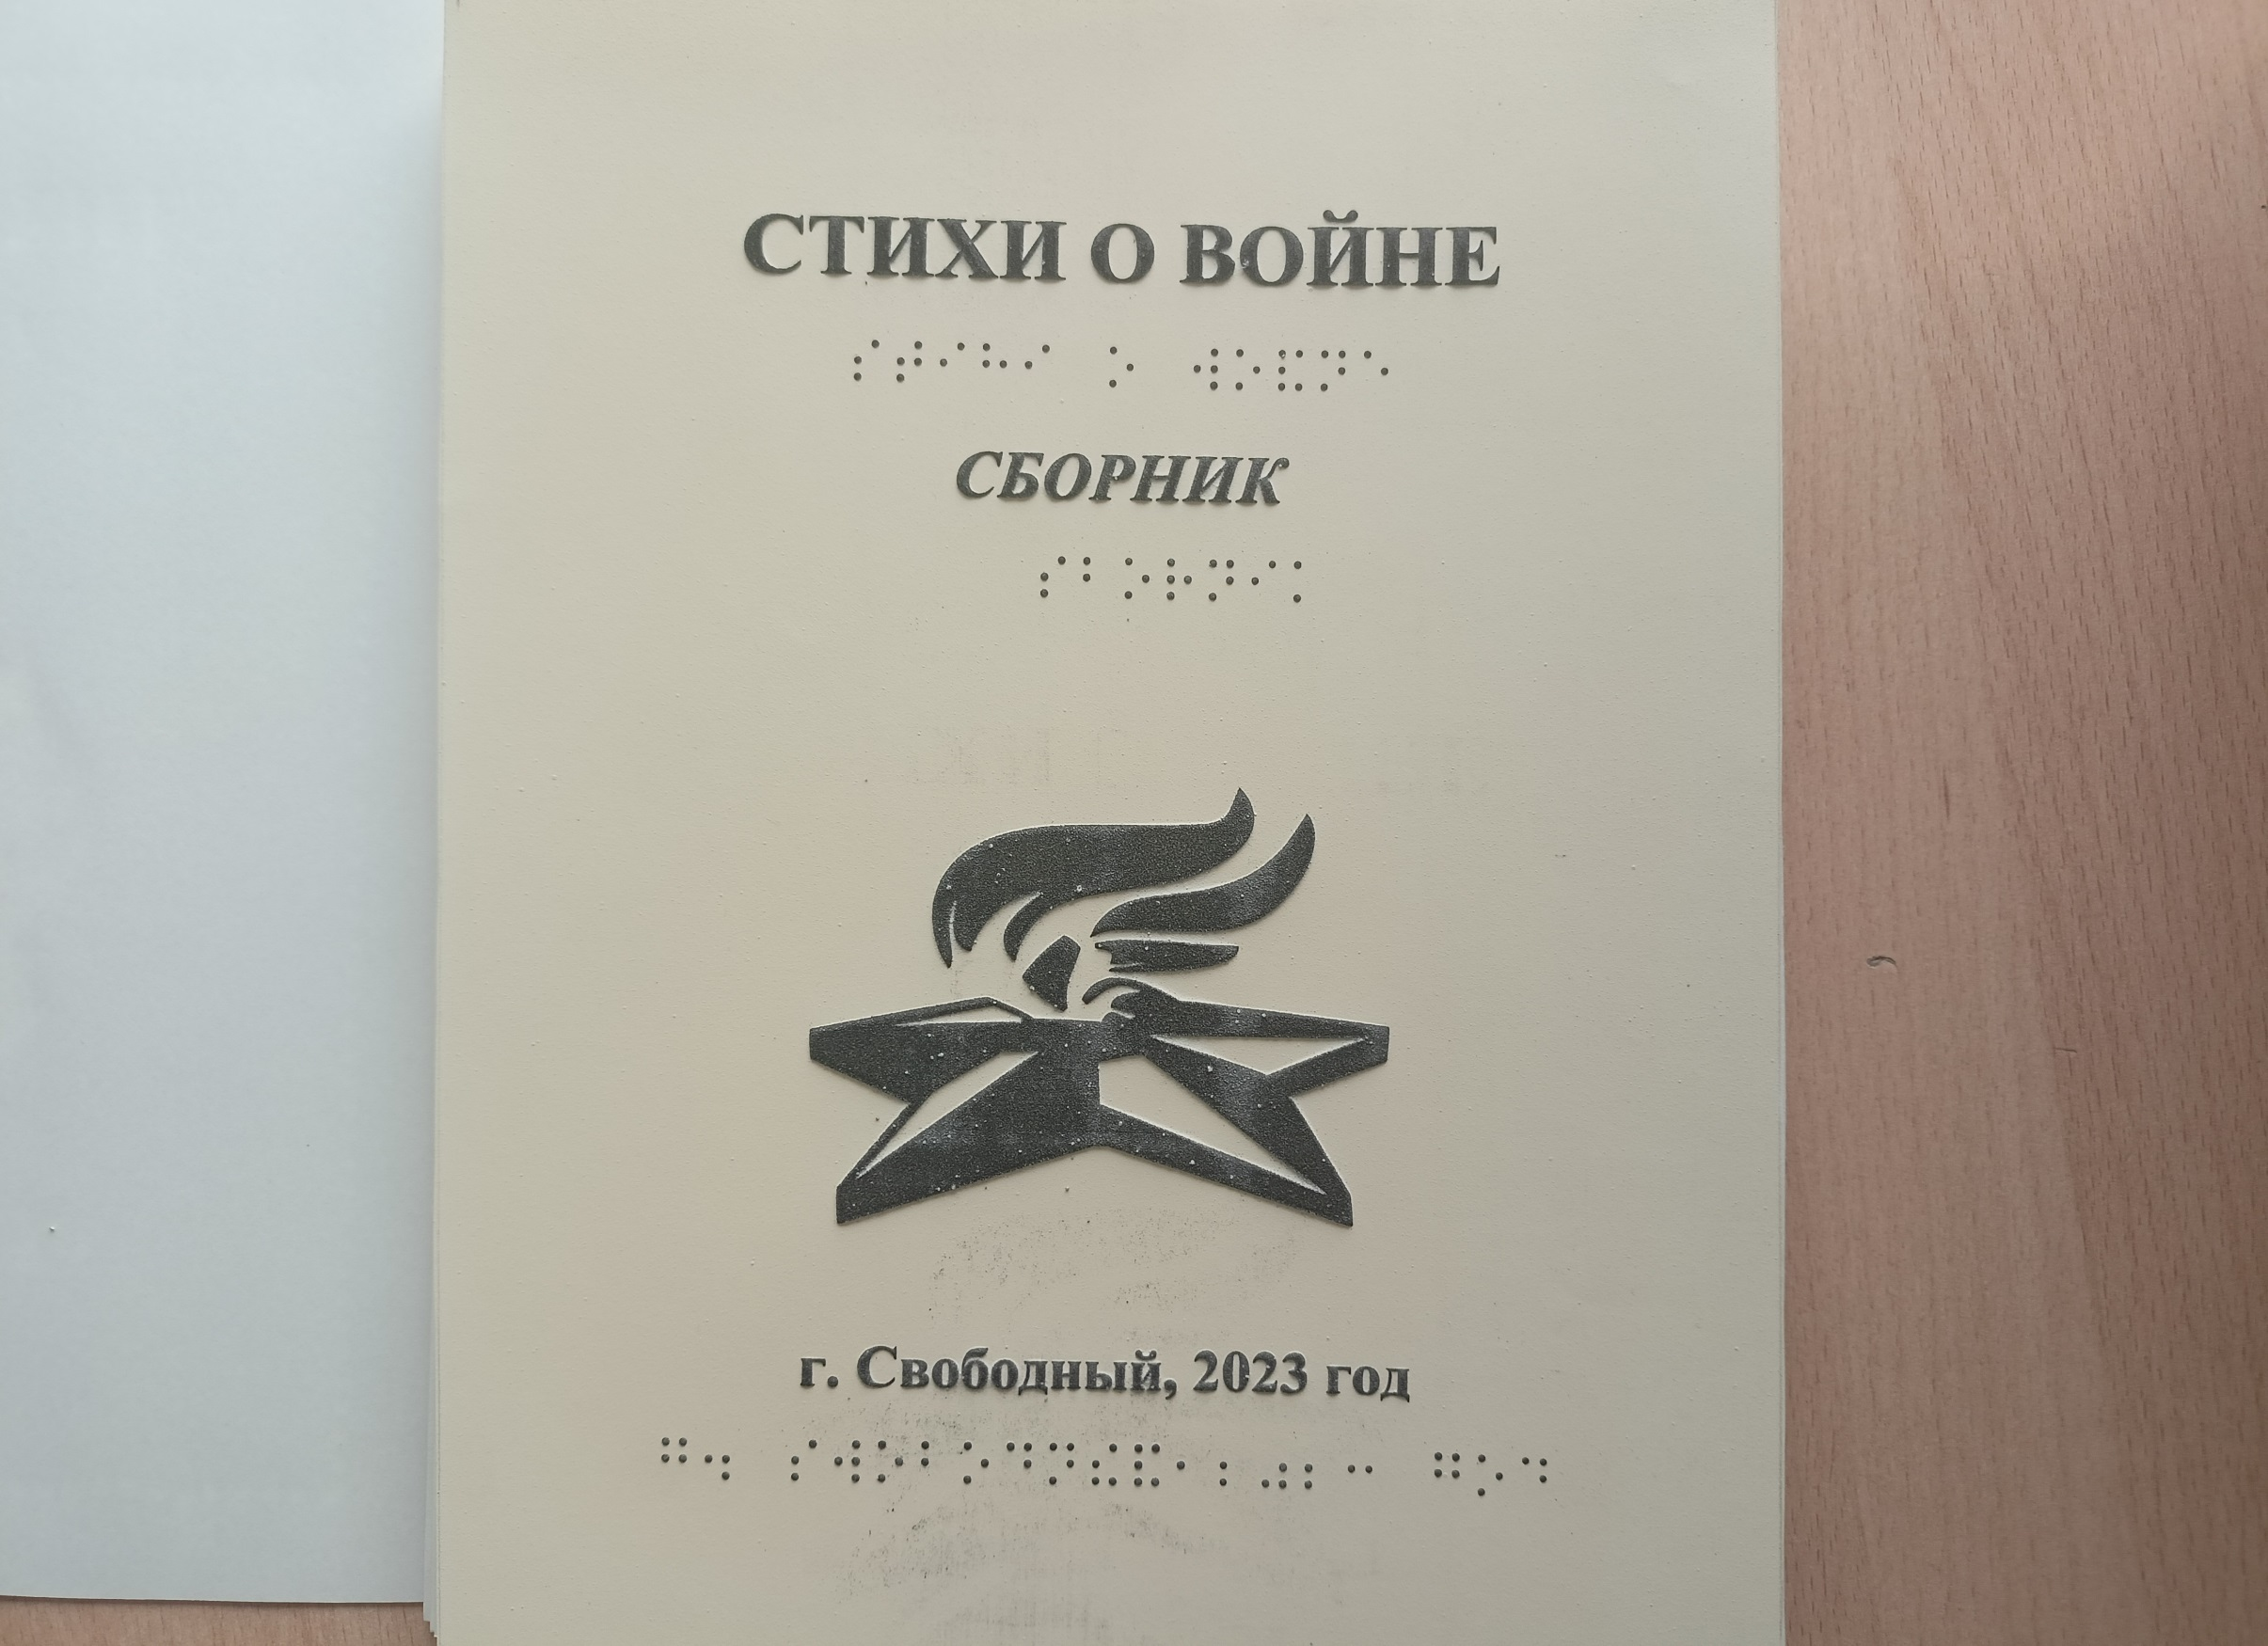 СТИХИ О ВОЙНЕ
⠎⠞⠊⠓⠊ ⠕ ⠺⠕⠯⠝⠑
СБОРНИК
⠎⠃⠕⠗⠝⠊⠅
г. Свободный, 2023 год
⠛⠲ ⠎⠺⠕⠃⠕⠙⠝⠮⠯⠂⠆⠴⠆⠒ ⠛⠕⠙